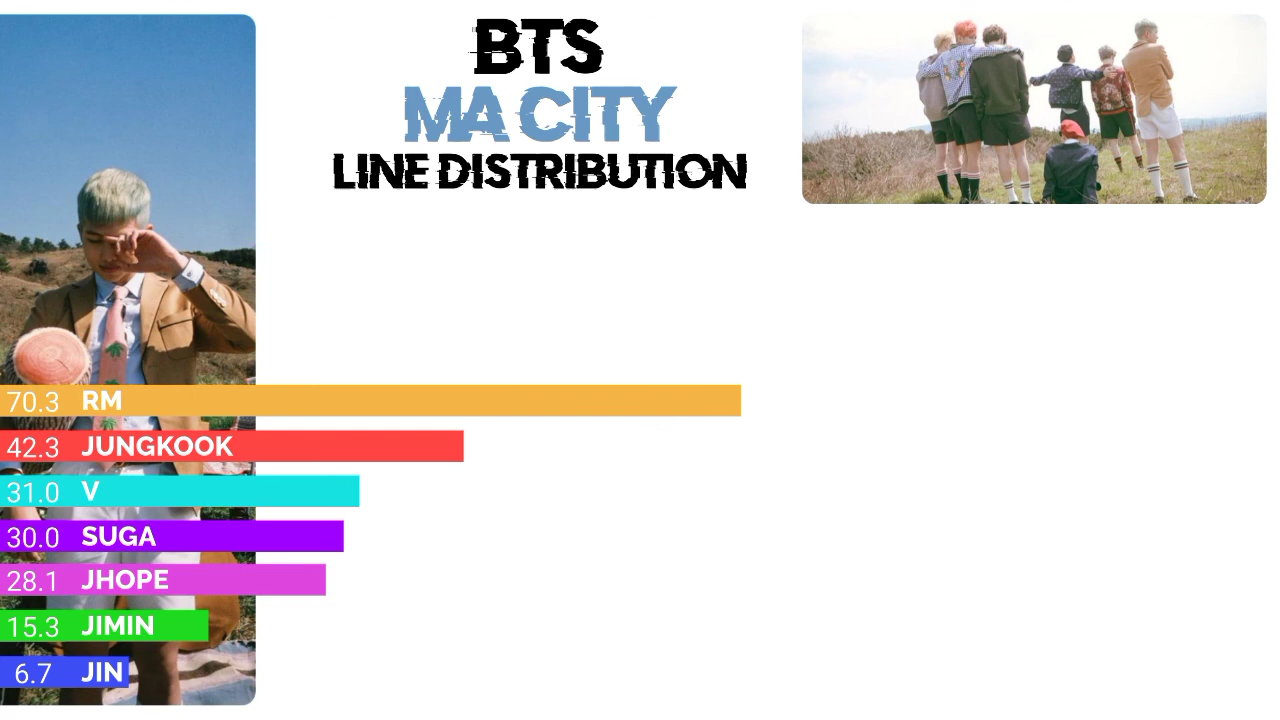 BTS
MA CITY
LINE DISTRIBUTION
70.3 RM
42.3 JUNGKOOK
31.0 V
30.0 SUGA
28.1 JHOPE
15.3 JIMIN
6.7 JIN